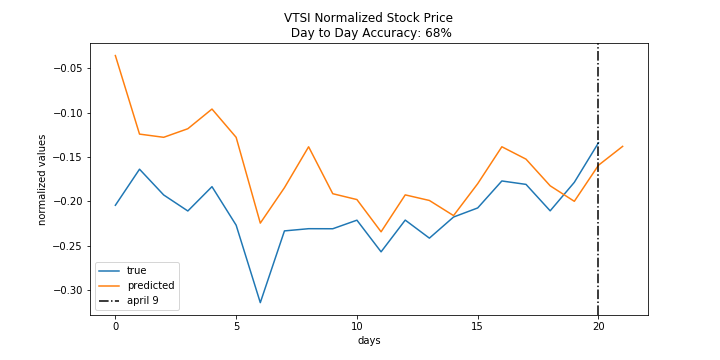 VTSI Normalized Stock Price
Day to Day Accuracy: 68%
−0.05
−0.10
−0.15
−0.20
−0.25
−0.30
normalized values
true
predicted
april 9
0 5 10 15 20
days